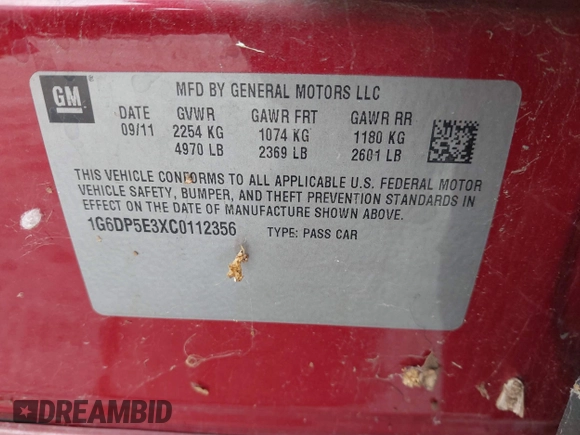 GM
MFD BY GENERAL MOTORS LLC
DATE GVWR GAWR FRT GAWR RR
09/11 2254 KG 1074 KG 1180 KG
4970 LB 2369 LB 2601 LB
THIS VEHICLE CONFORMS TO ALL APPLICABLE U.S. FEDERAL MOTOR
VEHICLE SAFETY, BUMPER, AND THEFT PREVENTION STANDARDS IN
EFFECT ON THE DATE OF MANUFACTURE SHOWN ABOVE.
1G6DP5E3XC0112356 TYPE: PASS CAR
DREAMBID